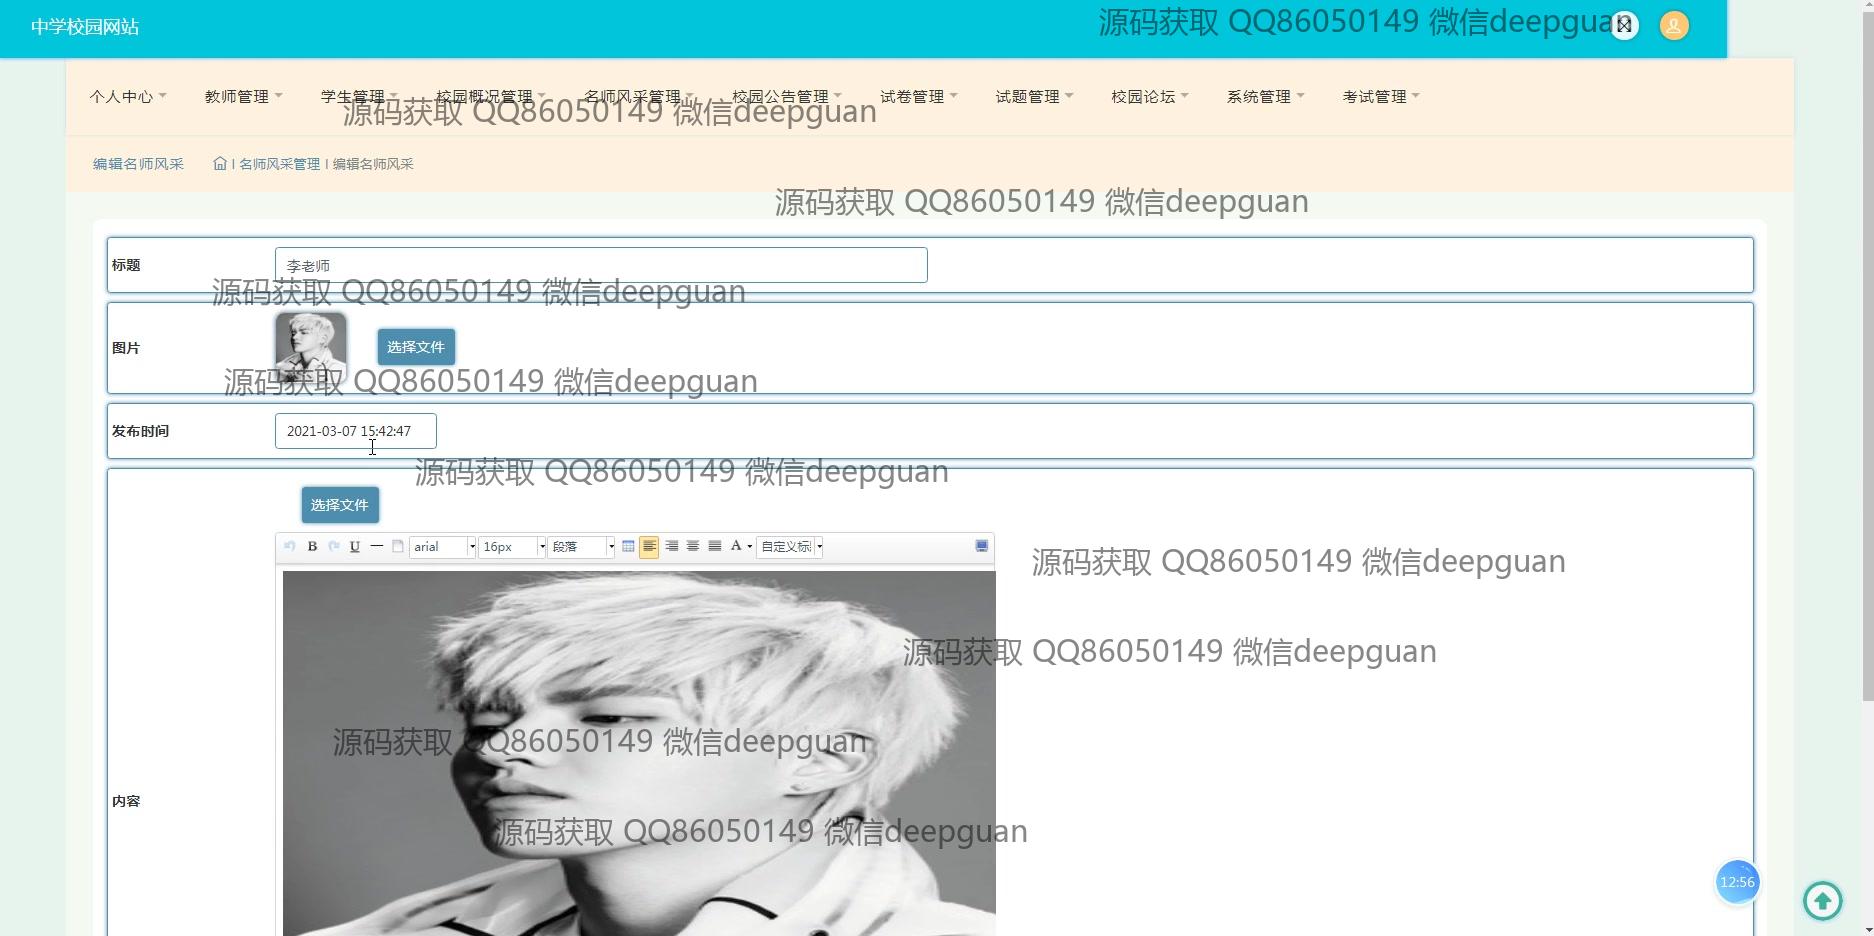 中学校园网站
源码获取 QQ86050149 微信deepguan
个人中心 教师管理 学生管理 校园概况管理 名师风采管理 校园公告管理 试卷管理 试题管理 校园论坛 系统管理 考试管理
源码获取 QQ86050149 微信deepguan
编辑名师风采 | 名师风采管理 | 编辑名师风采
源码获取 QQ86050149 微信deepguan
标题 李老师
源码获取 QQ86050149 微信deepguan
图片 选择文件
源码获取 QQ86050149 微信deepguan
发布时间 2021-03-07 15:42:47
源码获取 QQ86050149 微信deepguan
选择文件
B U arial 16px 段落 A 自定义标
源码获取 QQ86050149 微信deepguan
源码获取 QQ86050149 微信deepguan
源码获取 QQ86050149 微信deepguan
内容
源码获取 QQ86050149 微信deepguan
12:56